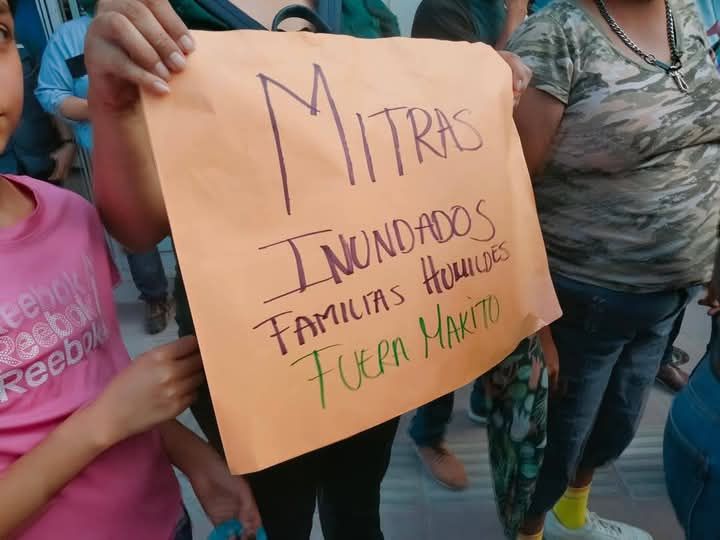 MITRAS
INUNDADOS
FAMILIAS HUMILDES
FUERA MAKITO
Reebok
Reebok
Reebok